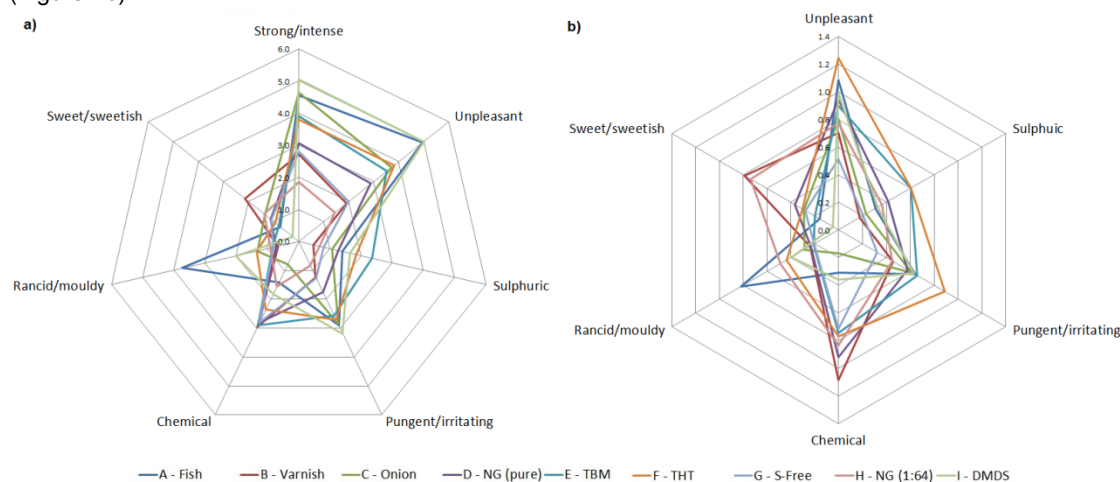 a)
Strong/intense
6.0
5.0
4.0
3.0
2.0
1.0
0.0
Sweet/sweetish
Unpleasant
Rancid/mouldy
Sulphuric
Chemical
Pungent/irritating
b)
Unpleasant
1.4
1.2
1.0
0.8
0.6
0.4
0.2
0.0
Sweet/sweetish
Sulphuic
Rancid/mouldy
Pungent/irritating
Chemical
A - Fish B - Varnish C - Onion D - NG (pure) E - TBM F - THT G - S-Free H - NG (1:64) I - DMDS